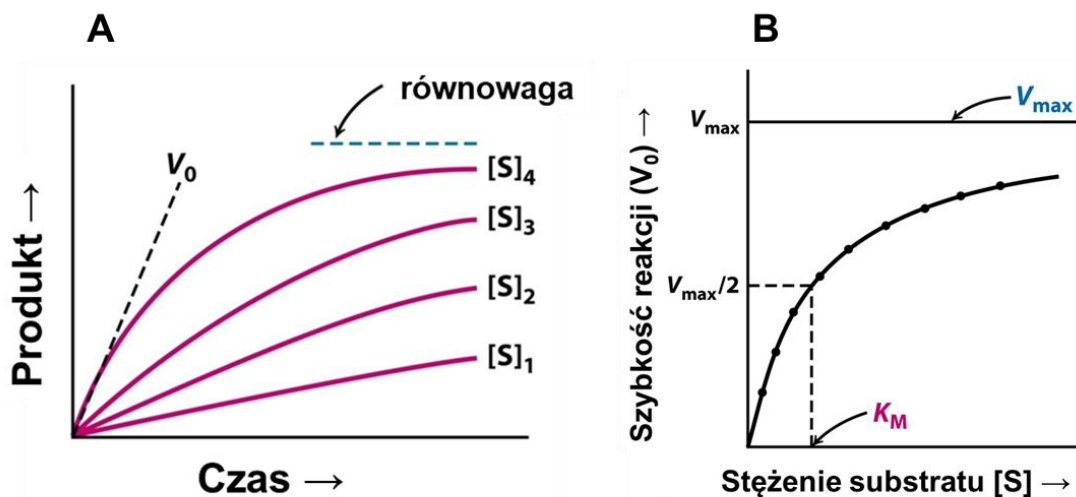 A
równowaga
V₀
[S]₄
[S]₃
[S]₂
[S]₁
Produkt →
Czas →
B
Vmax
Vmax
Vmax/2
KM
Szybkość reakcji (V₀) →
Stężenie substratu [S] →